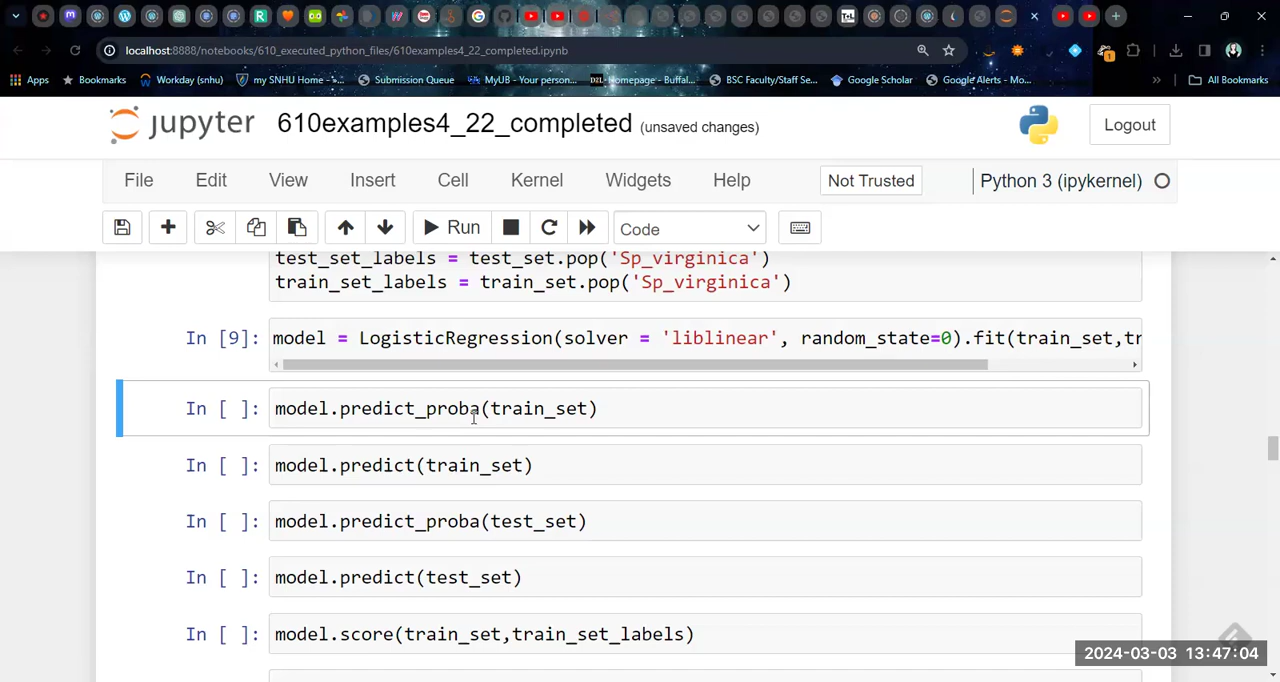 localhost:8888/notebooks/610_executed_python_files/610examples4_22_completed.ipynb
Apps Bookmarks Workday (snhu) my SNHU Home -... Submission Queue MyUB - Your person... D2L Homepage - Buffal... BSC Faculty/Staff Se... Google Scholar Google Alerts - Mo... » All Bookmarks
jupyter 610examples4_22_completed (unsaved changes) Logout
File Edit View Insert Cell Kernel Widgets Help Not Trusted Python 3 (ipykernel)
Run Code
test_set_labels = test_set.pop('Sp_virginica')
train_set_labels = train_set.pop('Sp_virginica')
In [9]: model = LogisticRegression(solver = 'liblinear', random_state=0).fit(train_set,tr
In [ ]: model.predict_proba(train_set)
In [ ]: model.predict(train_set)
In [ ]: model.predict_proba(test_set)
In [ ]: model.predict(test_set)
In [ ]: model.score(train_set,train_set_labels)
2024-03-03 13:47:04